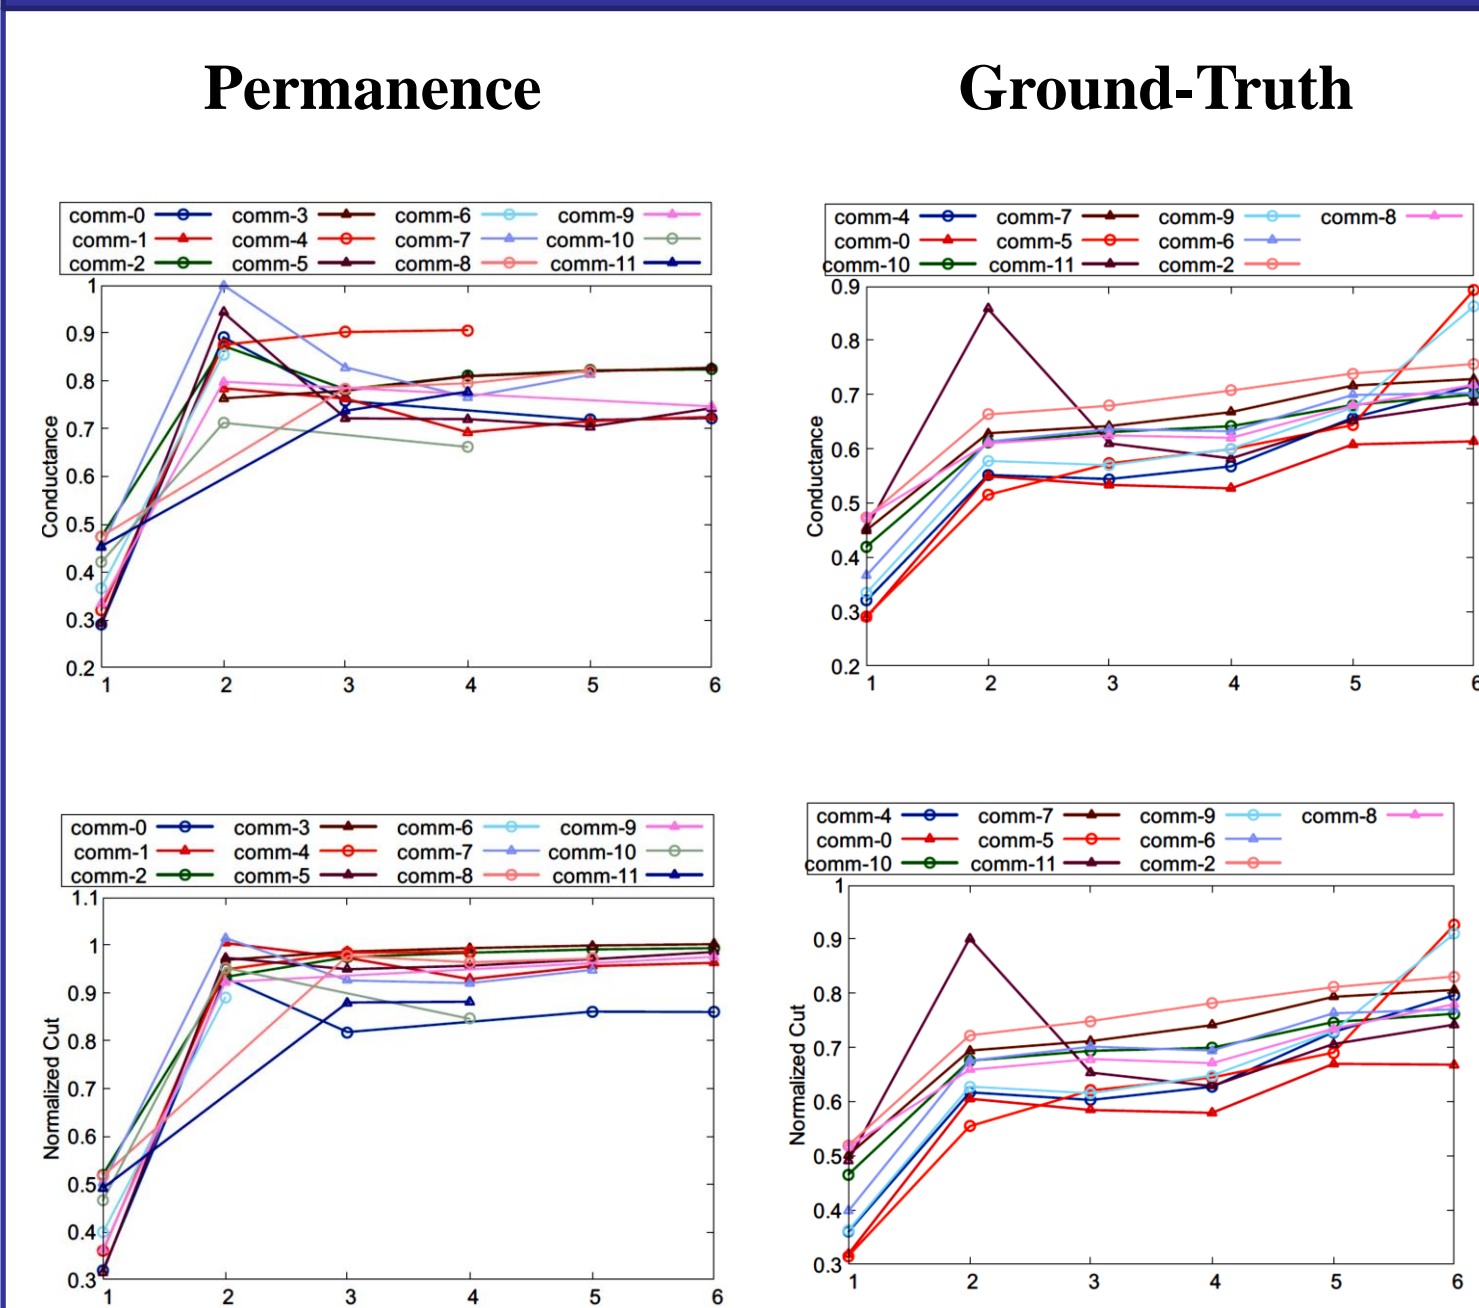 Permanence
Ground-Truth
comm-0 comm-3 comm-6 comm-9
comm-1 comm-4 comm-7 comm-10
comm-2 comm-5 comm-8 comm-11
1
0.9
0.8
0.7
0.6
0.5
0.4
0.3
0.2
Conductance
1 2 3 4 5 6
comm-4 comm-7 comm-9 comm-8
comm-0 comm-5 comm-6
comm-10 comm-11 comm-2
0.9
0.8
0.7
0.6
0.5
0.4
0.3
0.2
Conductance
1 2 3 4 5 6
comm-0 comm-3 comm-6 comm-9
comm-1 comm-4 comm-7 comm-10
comm-2 comm-5 comm-8 comm-11
1.1
1
0.9
0.8
0.7
0.6
0.5
0.4
0.3
Normalized Cut
1 2 3 4 5 6
comm-4 comm-7 comm-9 comm-8
comm-0 comm-5 comm-6
comm-10 comm-11 comm-2
1
0.9
0.8
0.7
0.6
0.5
0.4
0.3
Normalized Cut
1 2 3 4 5 6